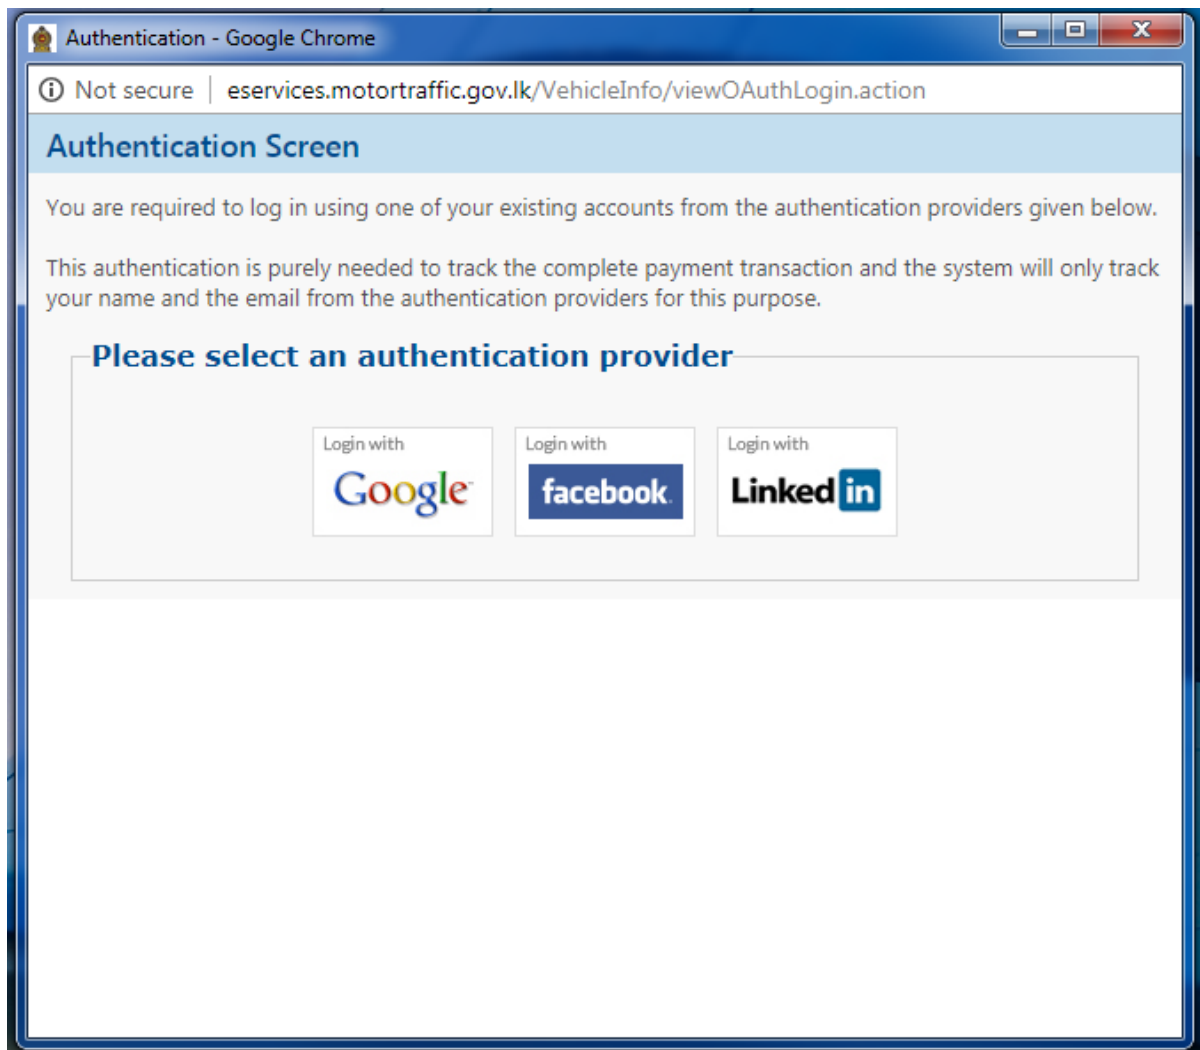 Authentication - Google Chrome
Not secure | eservices.motortraffic.gov.lk/VehicleInfo/viewOAuthLogin.action
Authentication Screen
You are required to log in using one of your existing accounts from the authentication providers given below.
This authentication is purely needed to track the complete payment transaction and the system will only track
your name and the email from the authentication providers for this purpose.
Please select an authentication provider
Login with
Google
Login with
facebook
Login with
Linked in